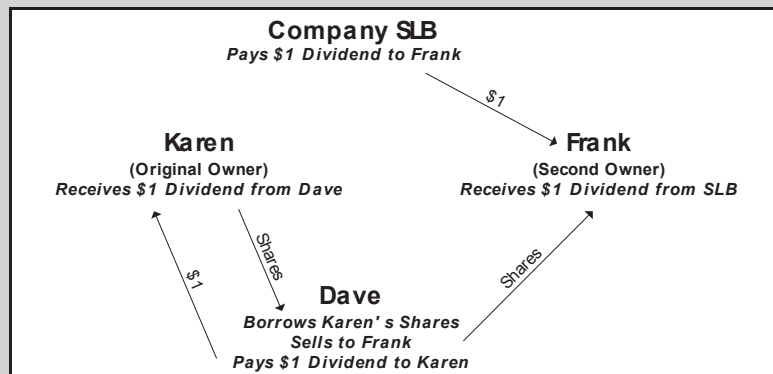 Company SLB
Pays $1 Dividend to Frank
$1
Karen
(Original Owner)
Receives $1 Dividend from Dave
Frank
(Second Owner)
Receives $1 Dividend from SLB
$1
Shares
Shares
Dave
Borrows Karen's Shares
Sells to Frank
Pays $1 Dividend to Karen